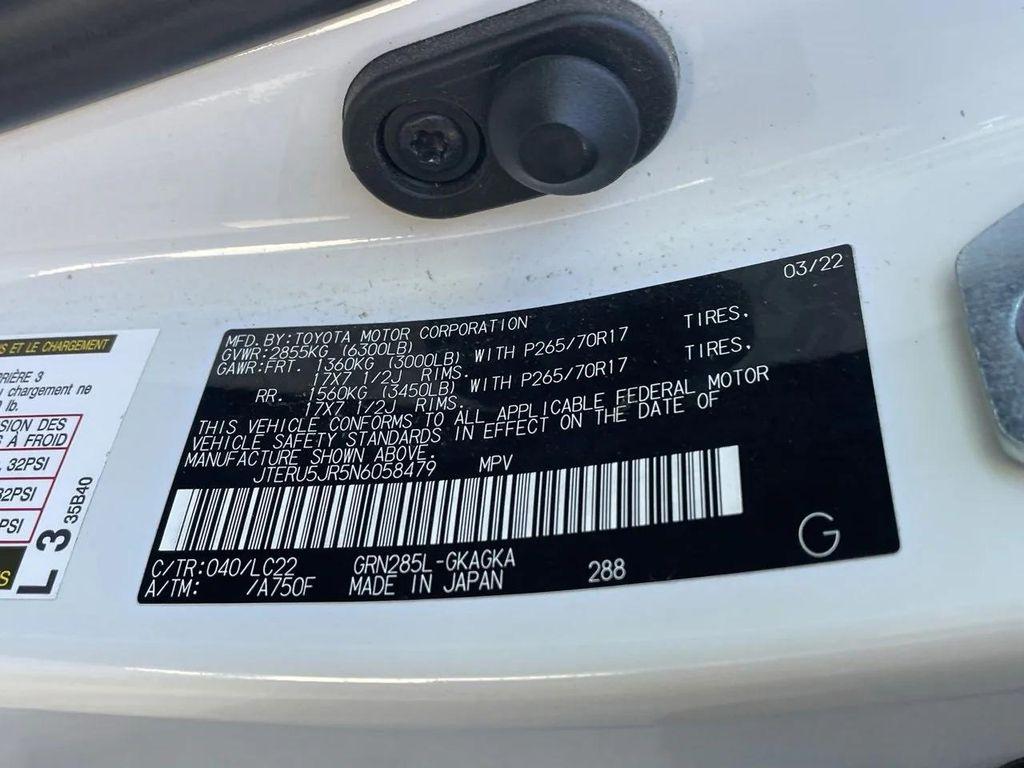 03/22
MFD.BY:TOYOTA MOTOR CORPORATION
GVWR:2855KG (6300LB)
GAWR:FRT. 1360KG (3000LB) WITH P265/70R17 TIRES,
17X7 1/2J RIMS.
RR. 1560KG (3450LB) WITH P265/70R17 TIRES,
17X7 1/2J RIMS.
THIS VEHICLE CONFORMS TO ALL APPLICABLE FEDERAL MOTOR
VEHICLE SAFETY STANDARDS IN EFFECT ON THE DATE OF
MANUFACTURE SHOWN ABOVE.
JTERU5JR5N6058479 MPV
C/TR:040/LC22 GRN285L-GKAGKA
A/TM: /A750F MADE IN JAPAN 288
G
ET LE CHARGEMENT
3
chargement ne
lb.
DES
À FROID
32PSI
32PSI
PSI
L 3 35B40